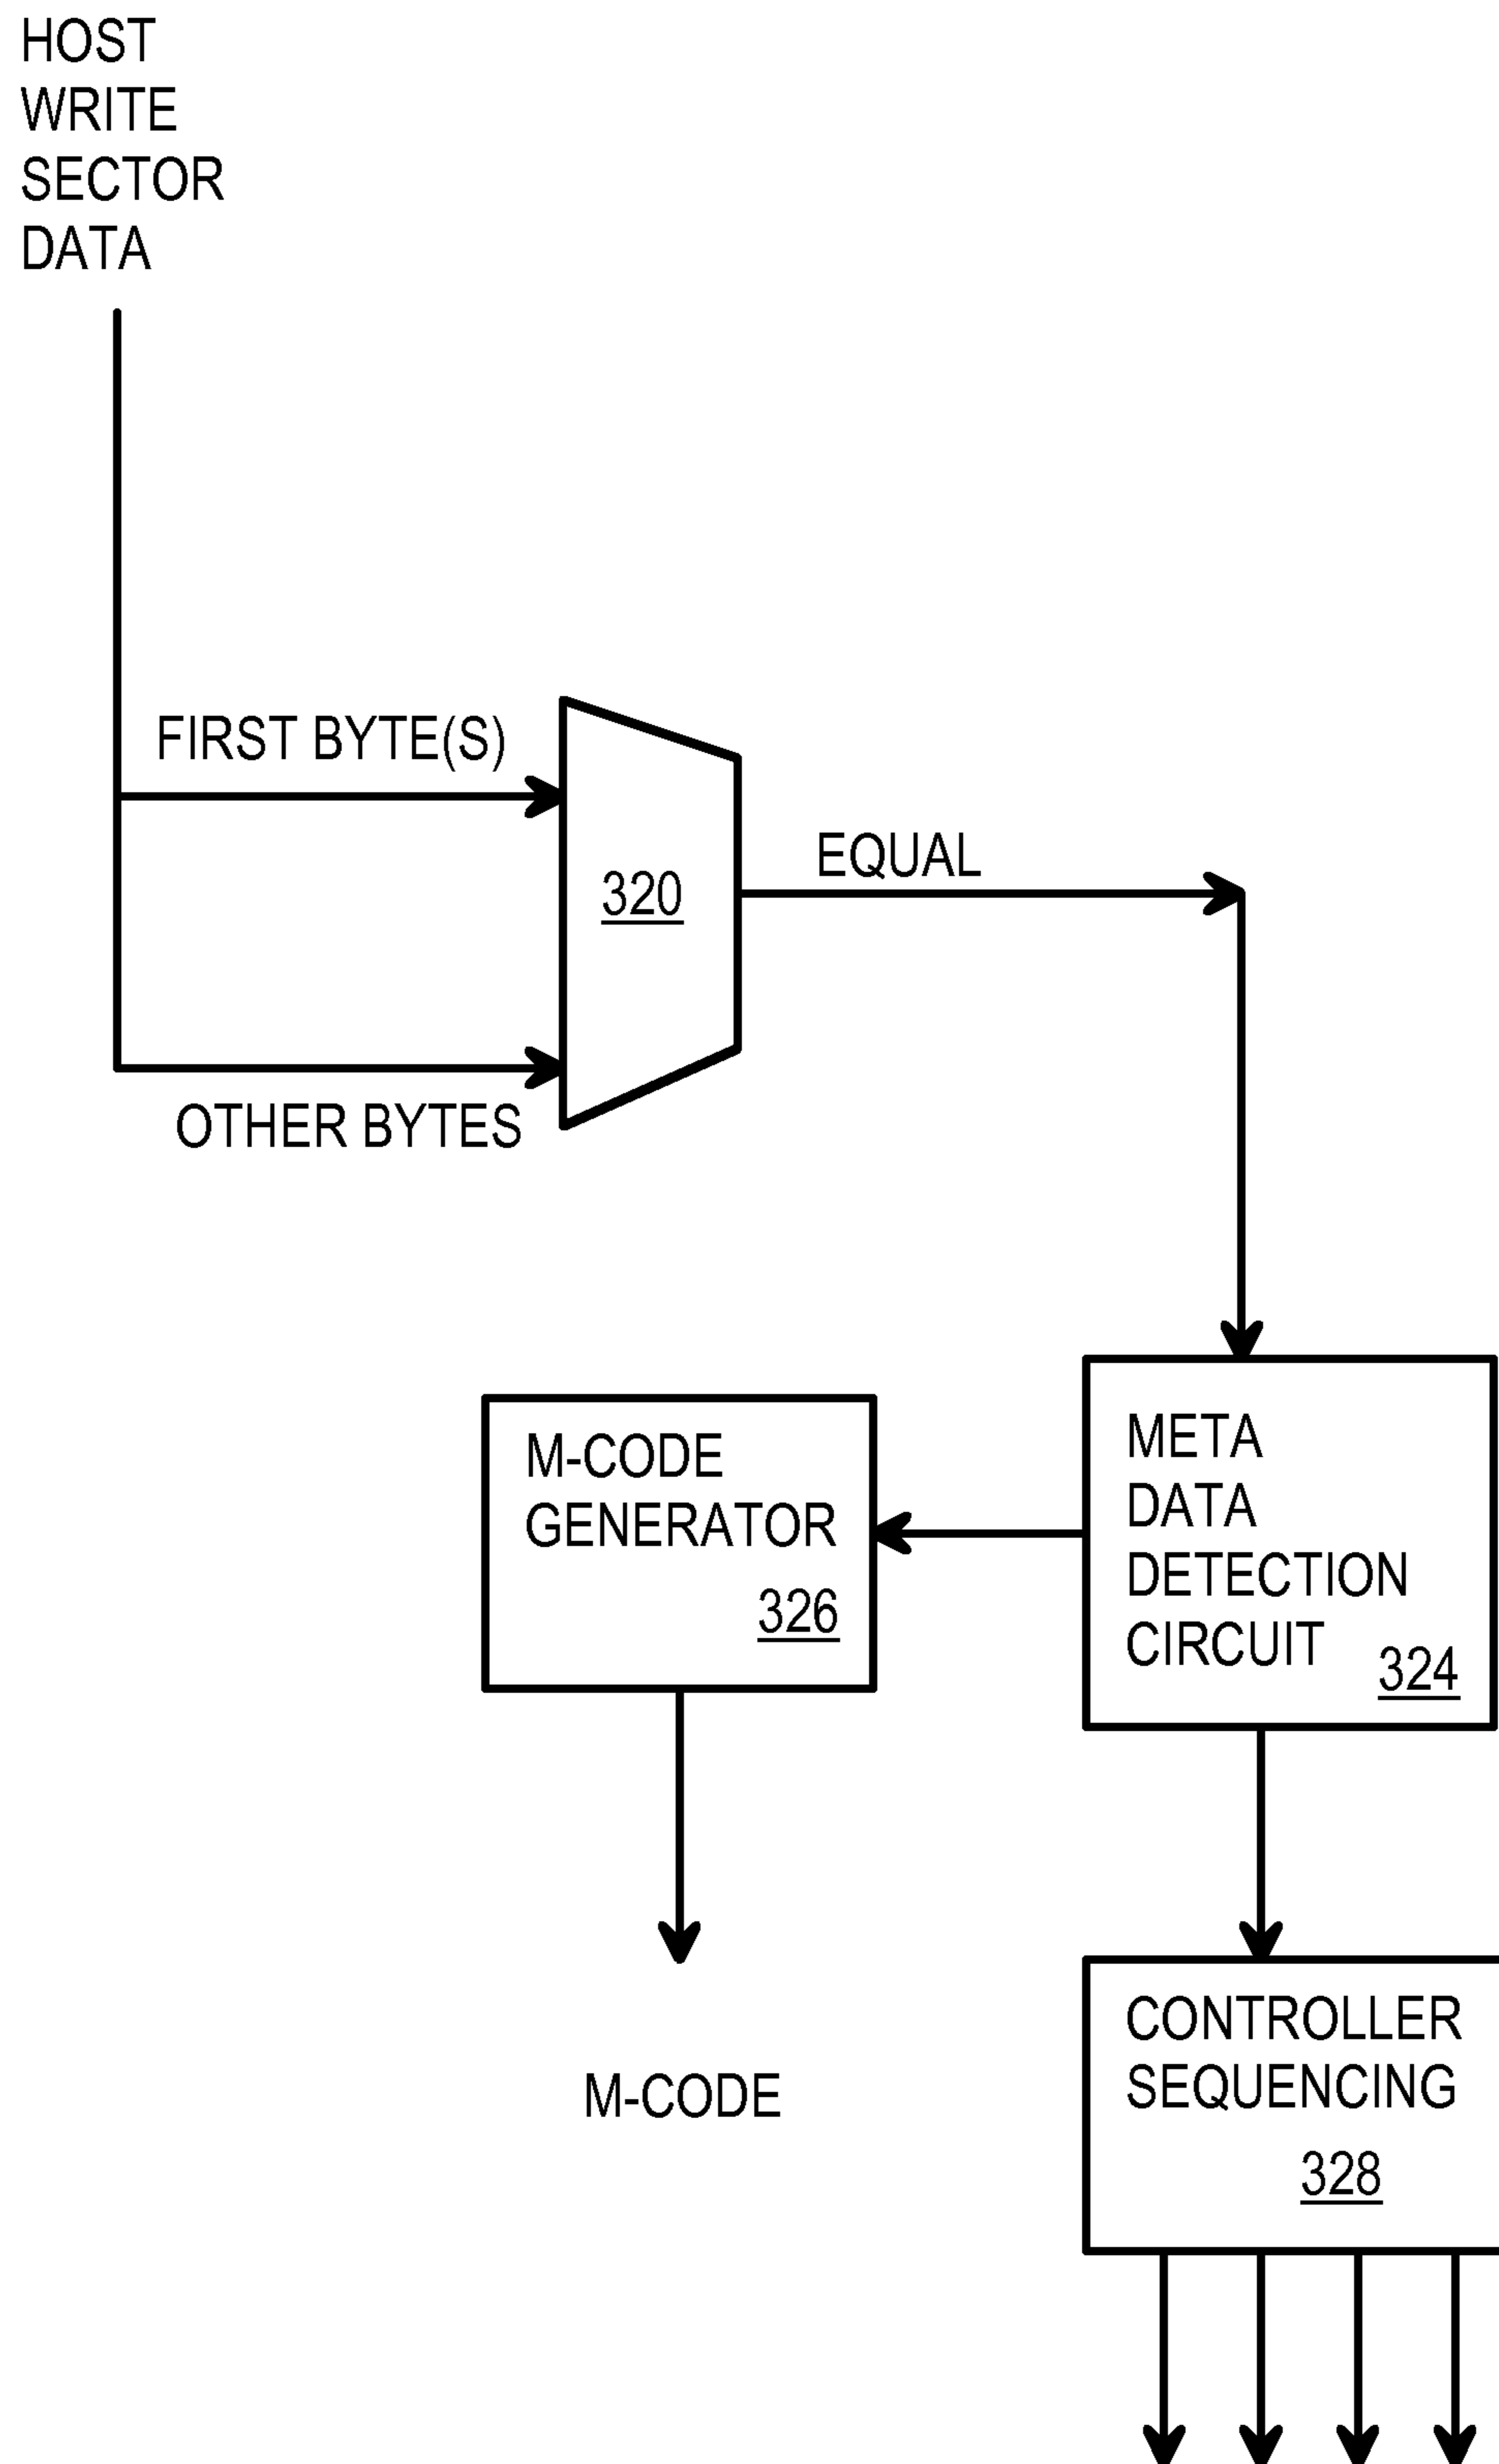 HOST
WRITE
SECTOR
DATA
FIRST BYTE(S)
320
EQUAL
OTHER BYTES
M-CODE
GENERATOR
326
META
DATA
DETECTION
CIRCUIT
324
M-CODE
CONTROLLER
SEQUENCING
328